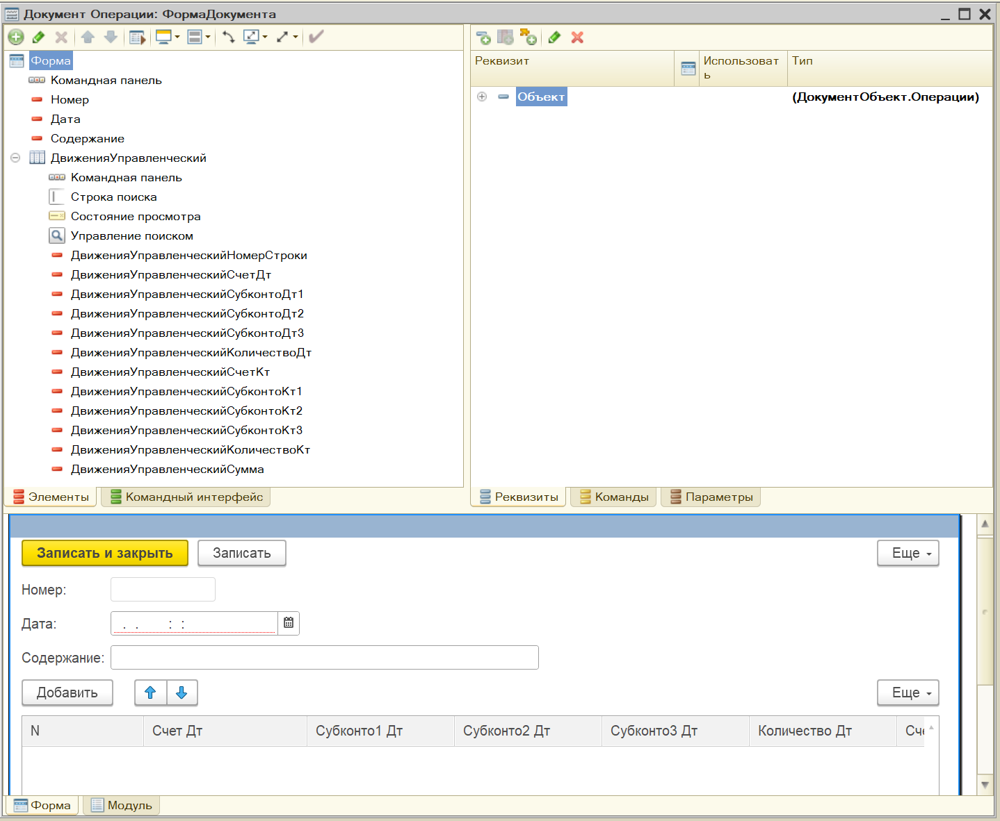 Документ Операции: ФормаДокумента
Форма
Командная панель
Номер
Дата
Содержание
ДвиженияУправленческий
Командная панель
Строка поиска
Состояние просмотра
Управление поиском
ДвиженияУправленческийНомерСтроки
ДвиженияУправленческийСчетДт
ДвиженияУправленческийСубконтоДт1
ДвиженияУправленческийСубконтоДт2
ДвиженияУправленческийСубконтоДт3
ДвиженияУправленческийКоличествоДт
ДвиженияУправленческийСчетКт
ДвиженияУправленческийСубконтоКт1
ДвиженияУправленческийСубконтоКт2
ДвиженияУправленческийСубконтоКт3
ДвиженияУправленческийКоличествоКт
ДвиженияУправленческийСумма
Элементы Командный интерфейс
Реквизит Использоват Тип
ь
Объект (ДокументОбъект.Операции)
Реквизиты Команды Параметры
Записать и закрыть Записать Еще
Номер:
Дата: . . : :
Содержание:
Добавить Еще
N Счет Дт Субконто1 Дт Субконто2 Дт Субконто3 Дт Количество Дт Сче
Форма Модуль